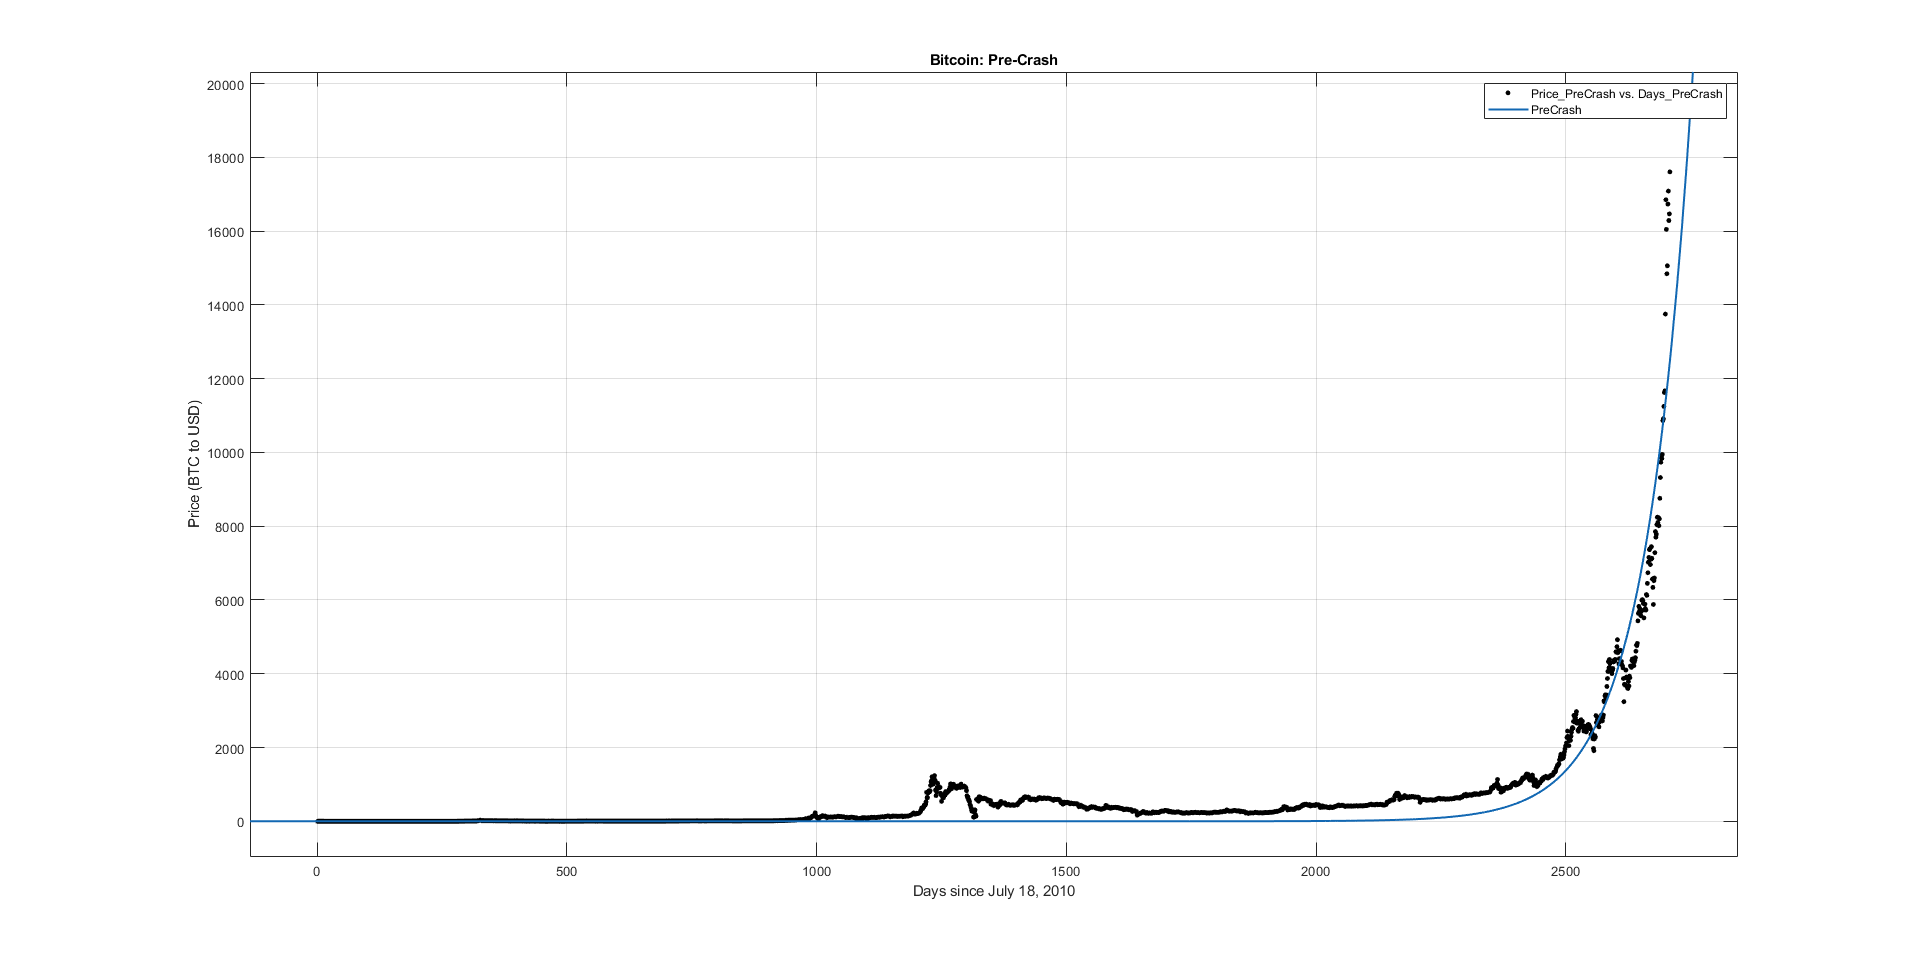 Bitcoin: Pre-Crash
Price_PreCrash vs. Days_PreCrash
PreCrash
20000
18000
16000
14000
12000
10000
8000
6000
4000
2000
0
Price (BTC to USD)
0 500 1000 1500 2000 2500
Days since July 18, 2010